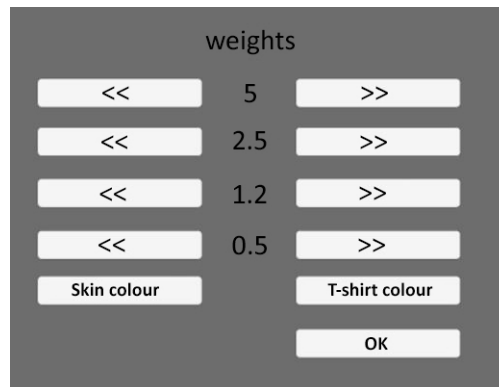 weights
<< 5 >>
<< 2.5 >>
<< 1.2 >>
<< 0.5 >>
Skin colour T-shirt colour
OK